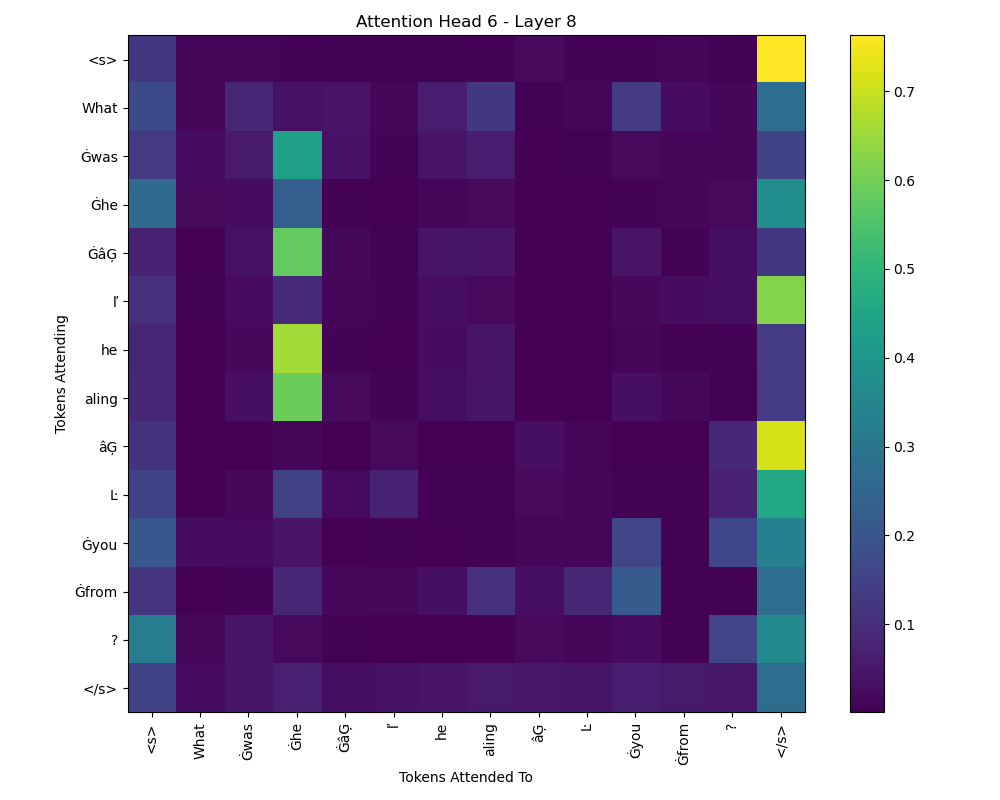 Attention Head 6 - Layer 8
Tokens Attending
<s>
What
Ġwas
Ġhe
ĠâĢ
ľ
he
aling
âĢ
Ŀ
Ġyou
Ġfrom
?
</s>
<s>
What
Ġwas
Ġhe
ĠâĢ
ľ
he
aling
âĢ
Ŀ
Ġyou
Ġfrom
?
</s>
Tokens Attended To
0.7
0.6
0.5
0.4
0.3
0.2
0.1